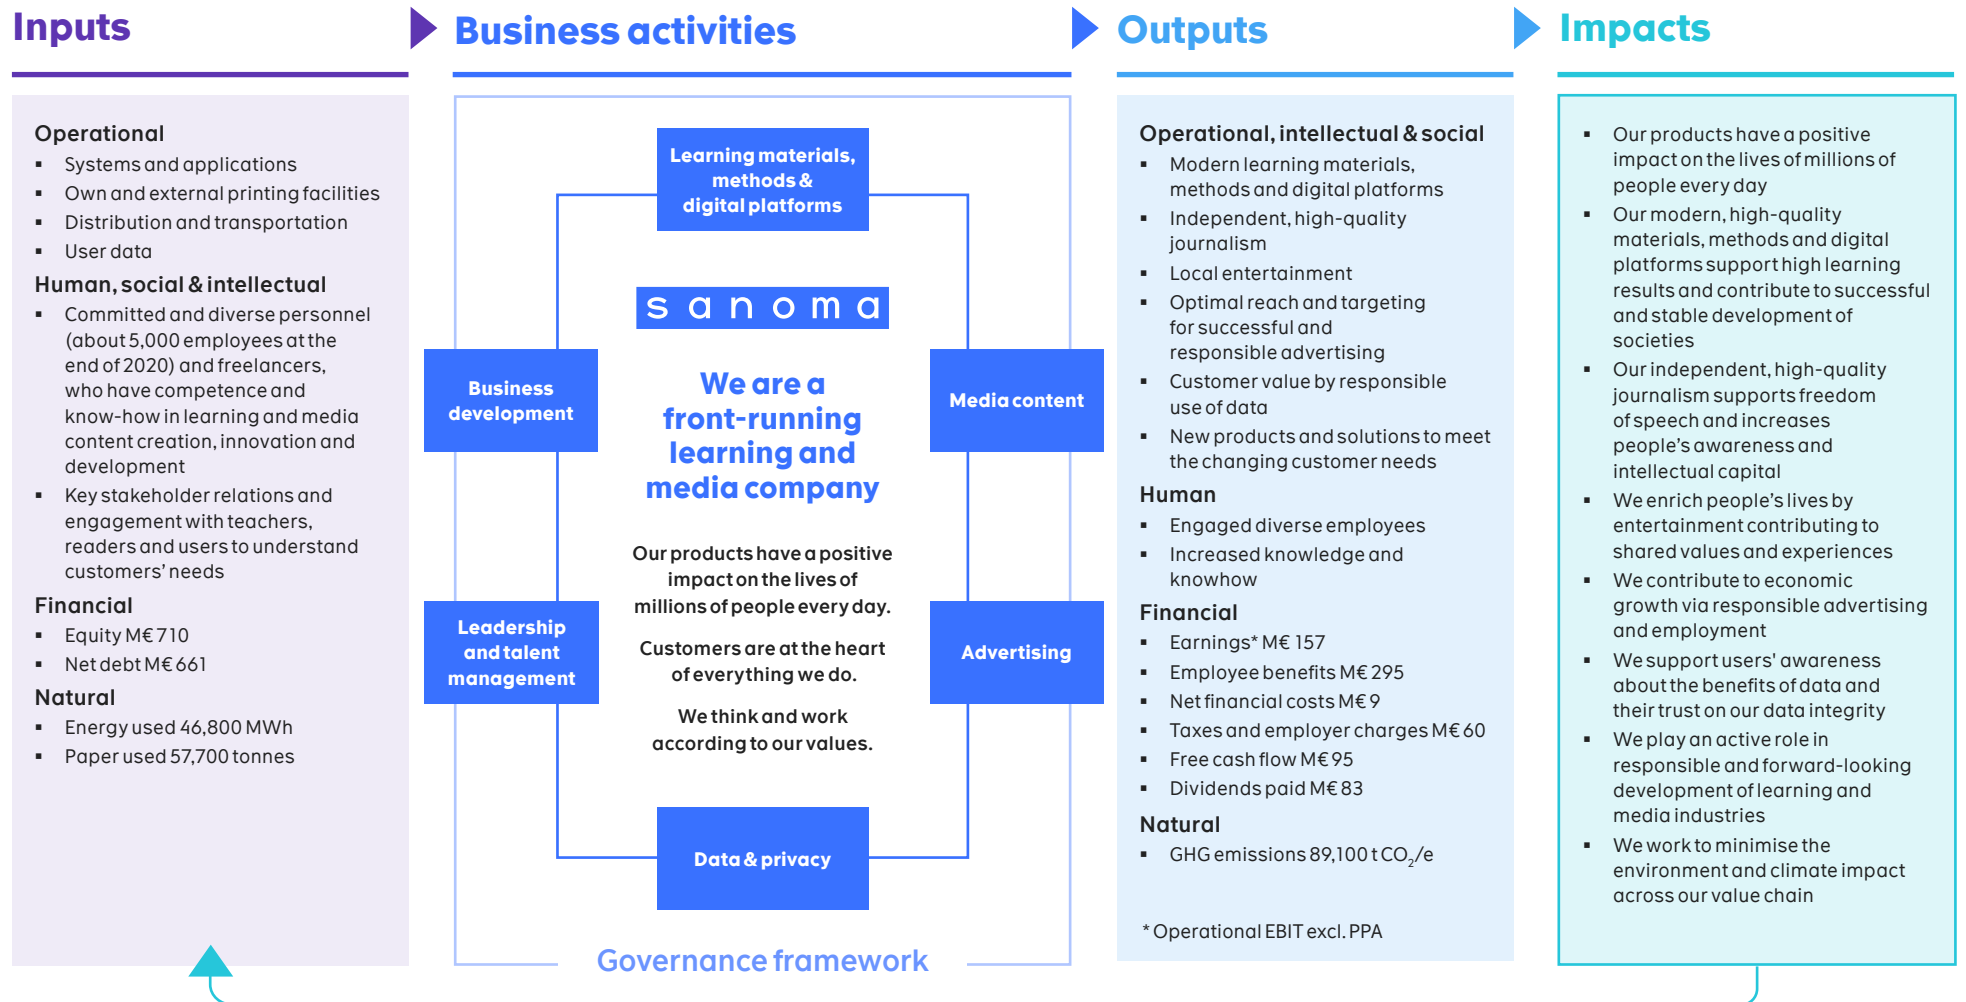 Inputs
Operational
▪ Systems and applications
▪ Own and external printing facilities
▪ Distribution and transportation
▪ User data
Human, social & intellectual
▪ Committed and diverse personnel
(about 5,000 employees at the
end of 2020) and freelancers,
who have competence and
know-how in learning and media
content creation, innovation and
development
▪ Key stakeholder relations and
engagement with teachers,
readers and users to understand
customers' needs
Financial
▪ Equity M€ 710
▪ Net debt M€ 661
Natural
▪ Energy used 46,800 MWh
▪ Paper used 57,700 tonnes
Business activities
Learning materials,
methods &
digital platforms
sanoma
Business
development
Media content
We are a
front-running
learning and
media company
Our products have a positive
impact on the lives of
millions of people every day.
Customers are at the heart
of everything we do.
We think and work
according to our values.
Leadership
and talent
management
Advertising
Data & privacy
Governance framework
Outputs
Operational, intellectual & social
▪ Modern learning materials,
methods and digital platforms
▪ Independent, high-quality
journalism
▪ Local entertainment
▪ Optimal reach and targeting
for successful and
responsible advertising
▪ Customer value by responsible
use of data
▪ New products and solutions to meet
the changing customer needs
Human
▪ Engaged diverse employees
▪ Increased knowledge and
knowhow
Financial
▪ Earnings* M€ 157
▪ Employee benefits M€ 295
▪ Net financial costs M€ 9
▪ Taxes and employer charges M€ 60
▪ Free cash flow M€ 95
▪ Dividends paid M€ 83
Natural
▪ GHG emissions 89,100 t CO₂/e
* Operational EBIT excl. PPA
Impacts
▪ Our products have a positive
impact on the lives of millions of
people every day
▪ Our modern, high-quality
materials, methods and digital
platforms support high learning
results and contribute to successful
and stable development of
societies
▪ Our independent, high-quality
journalism supports freedom
of speech and increases
people's awareness and
intellectual capital
▪ We enrich people's lives by
entertainment contributing to
shared values and experiences
▪ We contribute to economic
growth via responsible advertising
and employment
▪ We support users' awareness
about the benefits of data and
their trust on our data integrity
▪ We play an active role in
responsible and forward-looking
development of learning and
media industries
▪ We work to minimise the
environment and climate impact
across our value chain